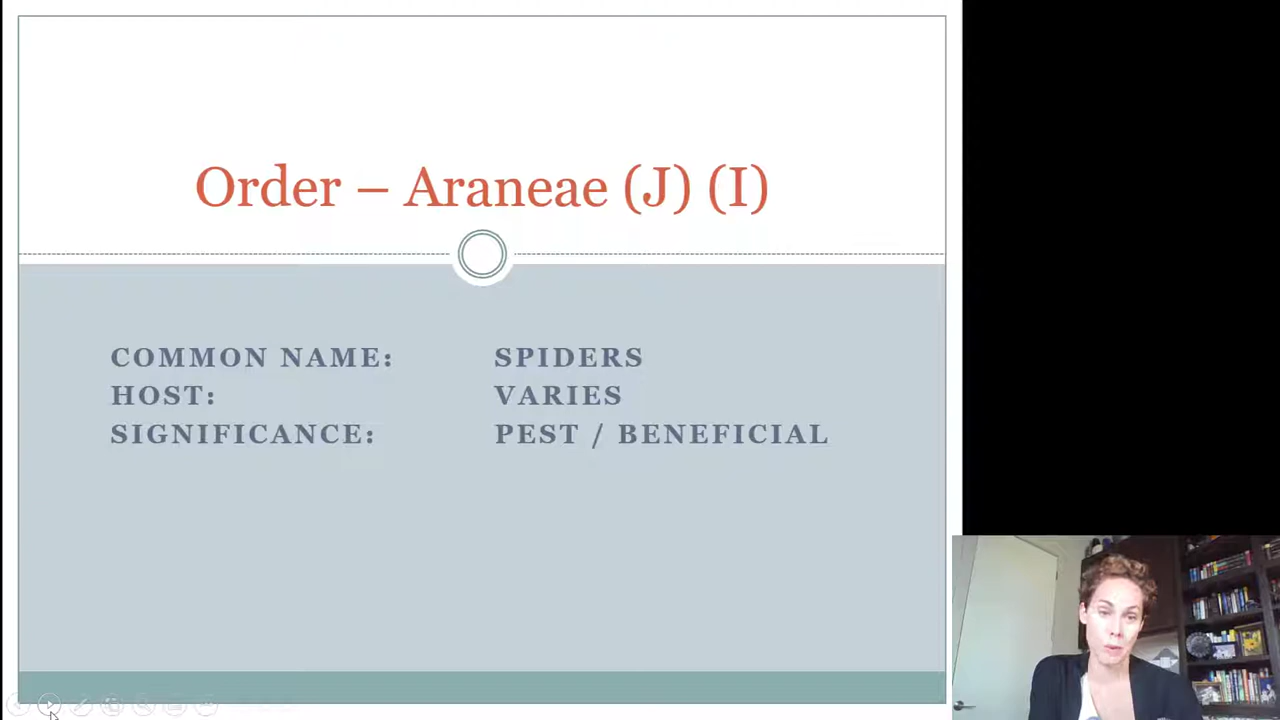 Order – Araneae (J) (I)
COMMON NAME: SPIDERS
HOST: VARIES
SIGNIFICANCE: PEST / BENEFICIAL